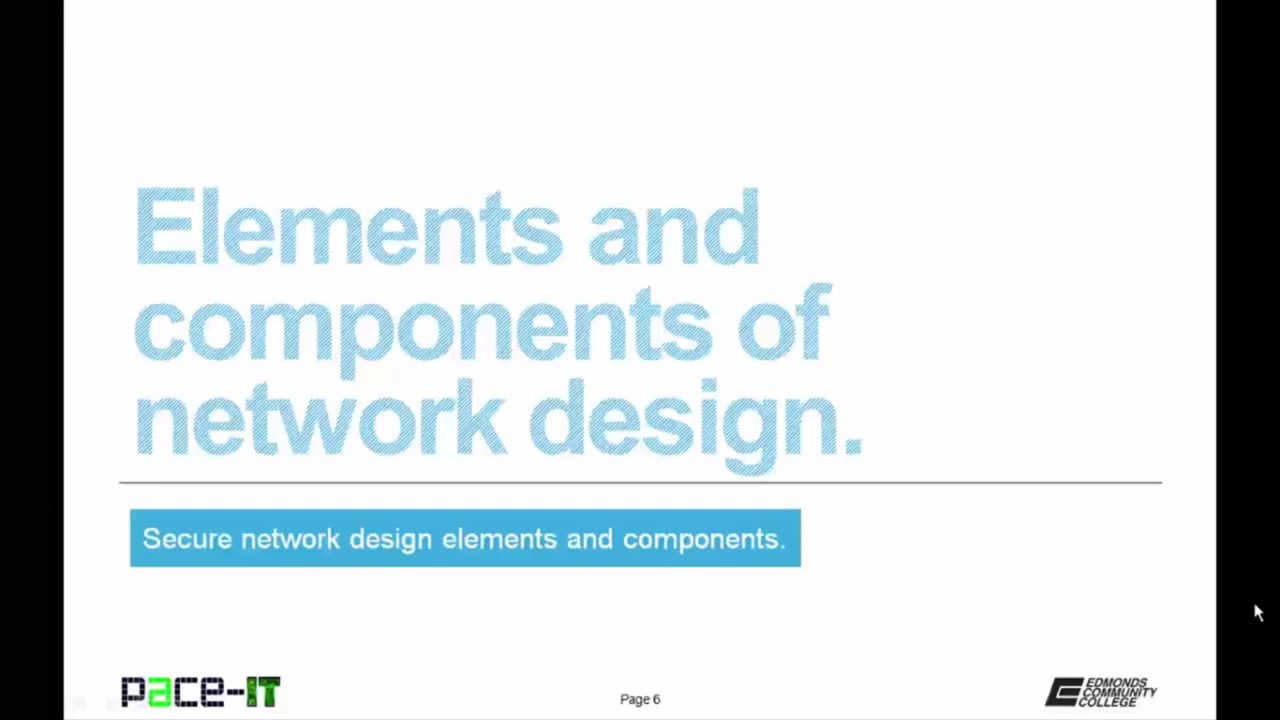 Elements and
components of
network design.
Secure network design elements and components.
pace-IT
Page 6
EDMONDS
COMMUNITY
COLLEGE